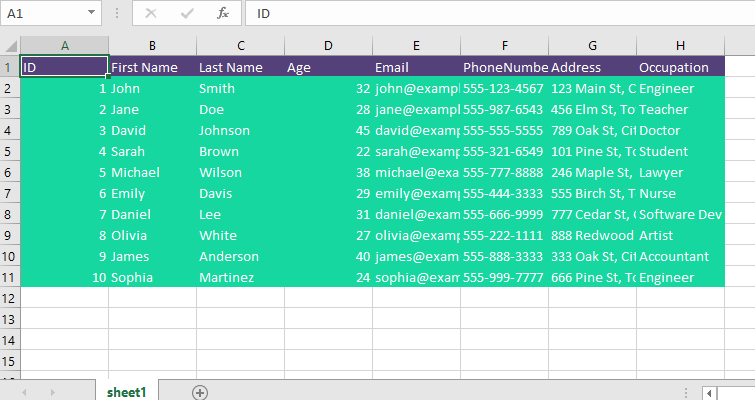 A1 fx ID
A B C D E F G H
1 ID First Name Last Name Age Email PhoneNumbe Address Occupation
2 1 John Smith 32 john@exampl 555-123-4567 123 Main St, C Engineer
3 2 Jane Doe 28 jane@exampl 555-987-6543 456 Elm St, To Teacher
4 3 David Johnson 45 david@examp 555-555-5555 789 Oak St, Cit Doctor
5 4 Sarah Brown 22 sarah@examp 555-321-6549 101 Pine St, To Student
6 5 Michael Wilson 38 michael@exa 555-777-8888 246 Maple St, Lawyer
7 6 Emily Davis 29 emily@examp 555-444-3333 555 Birch St, T Nurse
8 7 Daniel Lee 31 daniel@exam 555-666-9999 777 Cedar St, Software Dev
9 8 Olivia White 27 olivia@examp 555-222-1111 888 Redwood Artist
10 9 James Anderson 40 james@exam 555-888-3333 333 Oak St, Cit Accountant
11 10 Sophia Martinez 24 sophia@exam 555-999-7777 666 Pine St, To Engineer
12
13
14
15
sheet1